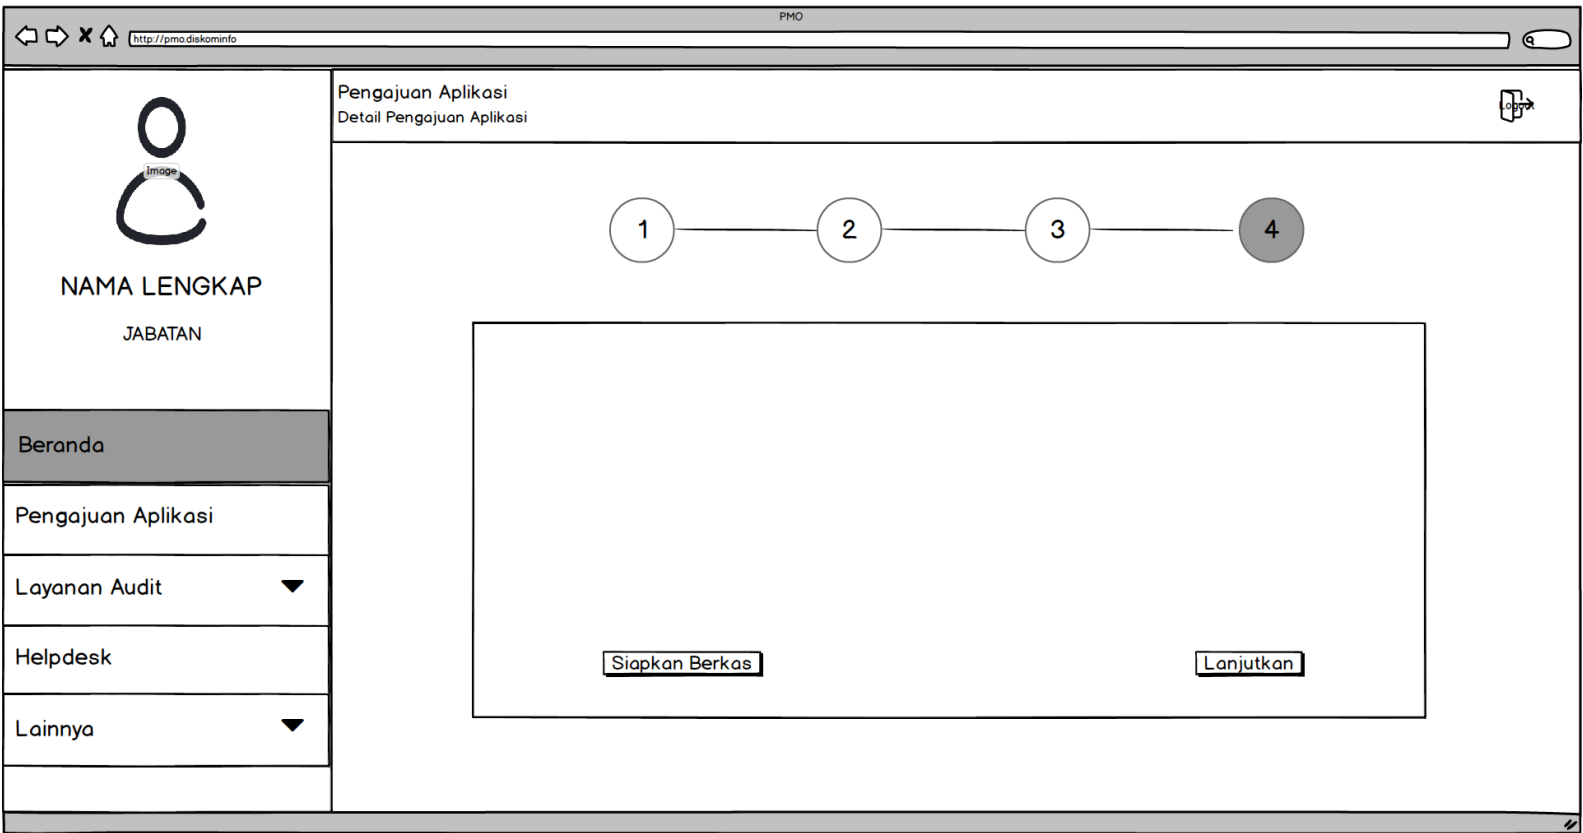 PMO
http://pmo.diskominfo
Pengajuan Aplikasi
Detail Pengajuan Aplikasi
Logout
Image
1
2
3
4
NAMA LENGKAP
JABATAN
Beranda
Pengajuan Aplikasi
Layanan Audit
Helpdesk
Lainnya
Siapkan Berkas
Lanjutkan